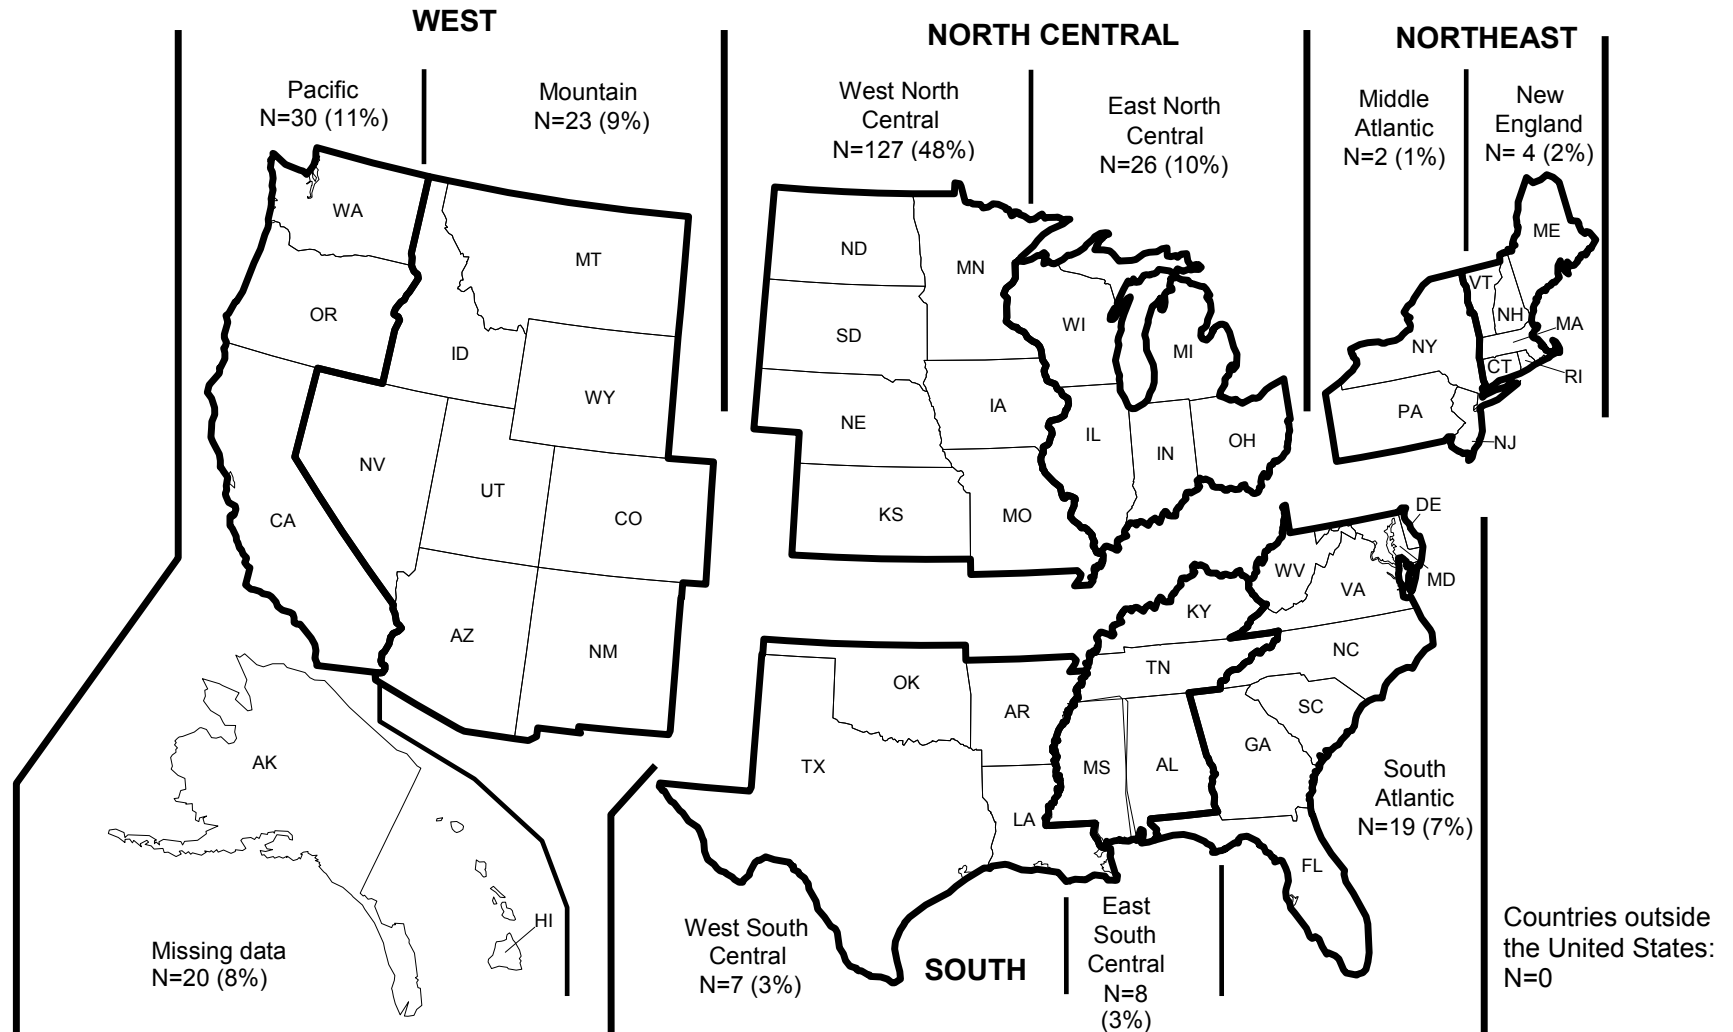 WEST
NORTH CENTRAL
NORTHEAST
Pacific
N=30 (11%)
Mountain
N=23 (9%)
West North
Central
N=127 (48%)
East North
Central
N=26 (10%)
Middle
Atlantic
N=2 (1%)
New
England
N= 4 (2%)
WA
MT
OR
ID
WY
NV
UT
CO
CA
AZ
NM
AK
HI
ND
MN
SD
WI
MI
NE
IA
IL
IN
OH
KS
MO
ME
VT
NH
MA
NY
CT
RI
PA
NJ
DE
MD
WV
VA
KY
NC
TN
SC
OK
AR
TX
MS
AL
GA
LA
FL
South
Atlantic
N=19 (7%)
Missing data
N=20 (8%)
West South
Central
N=7 (3%)
SOUTH
East
South
Central
N=8
(3%)
Countries outside
the United States:
N=0